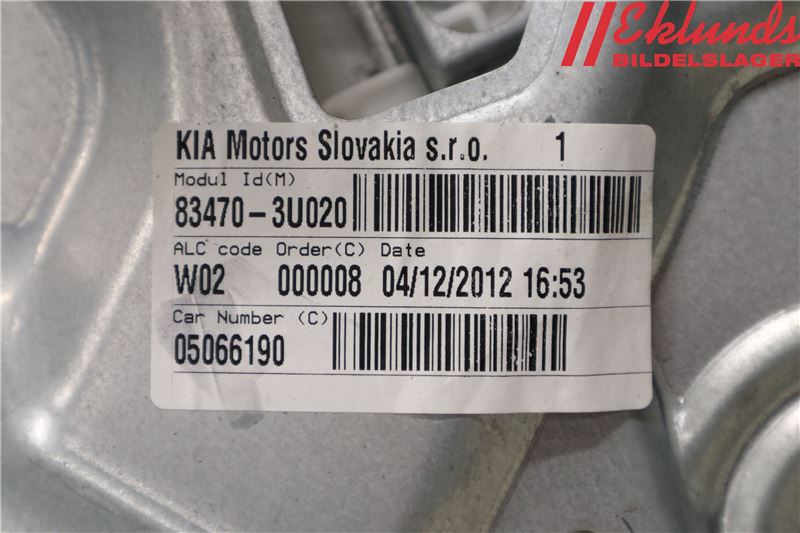 Eklunds
BILDELSLAGER
KIA Motors Slovakia s.r.o. 1
Modul Id(M)
83470-3U020
ALC code Order(C) Date
W02 000008 04/12/2012 16:53
Car Number (C)
05066190